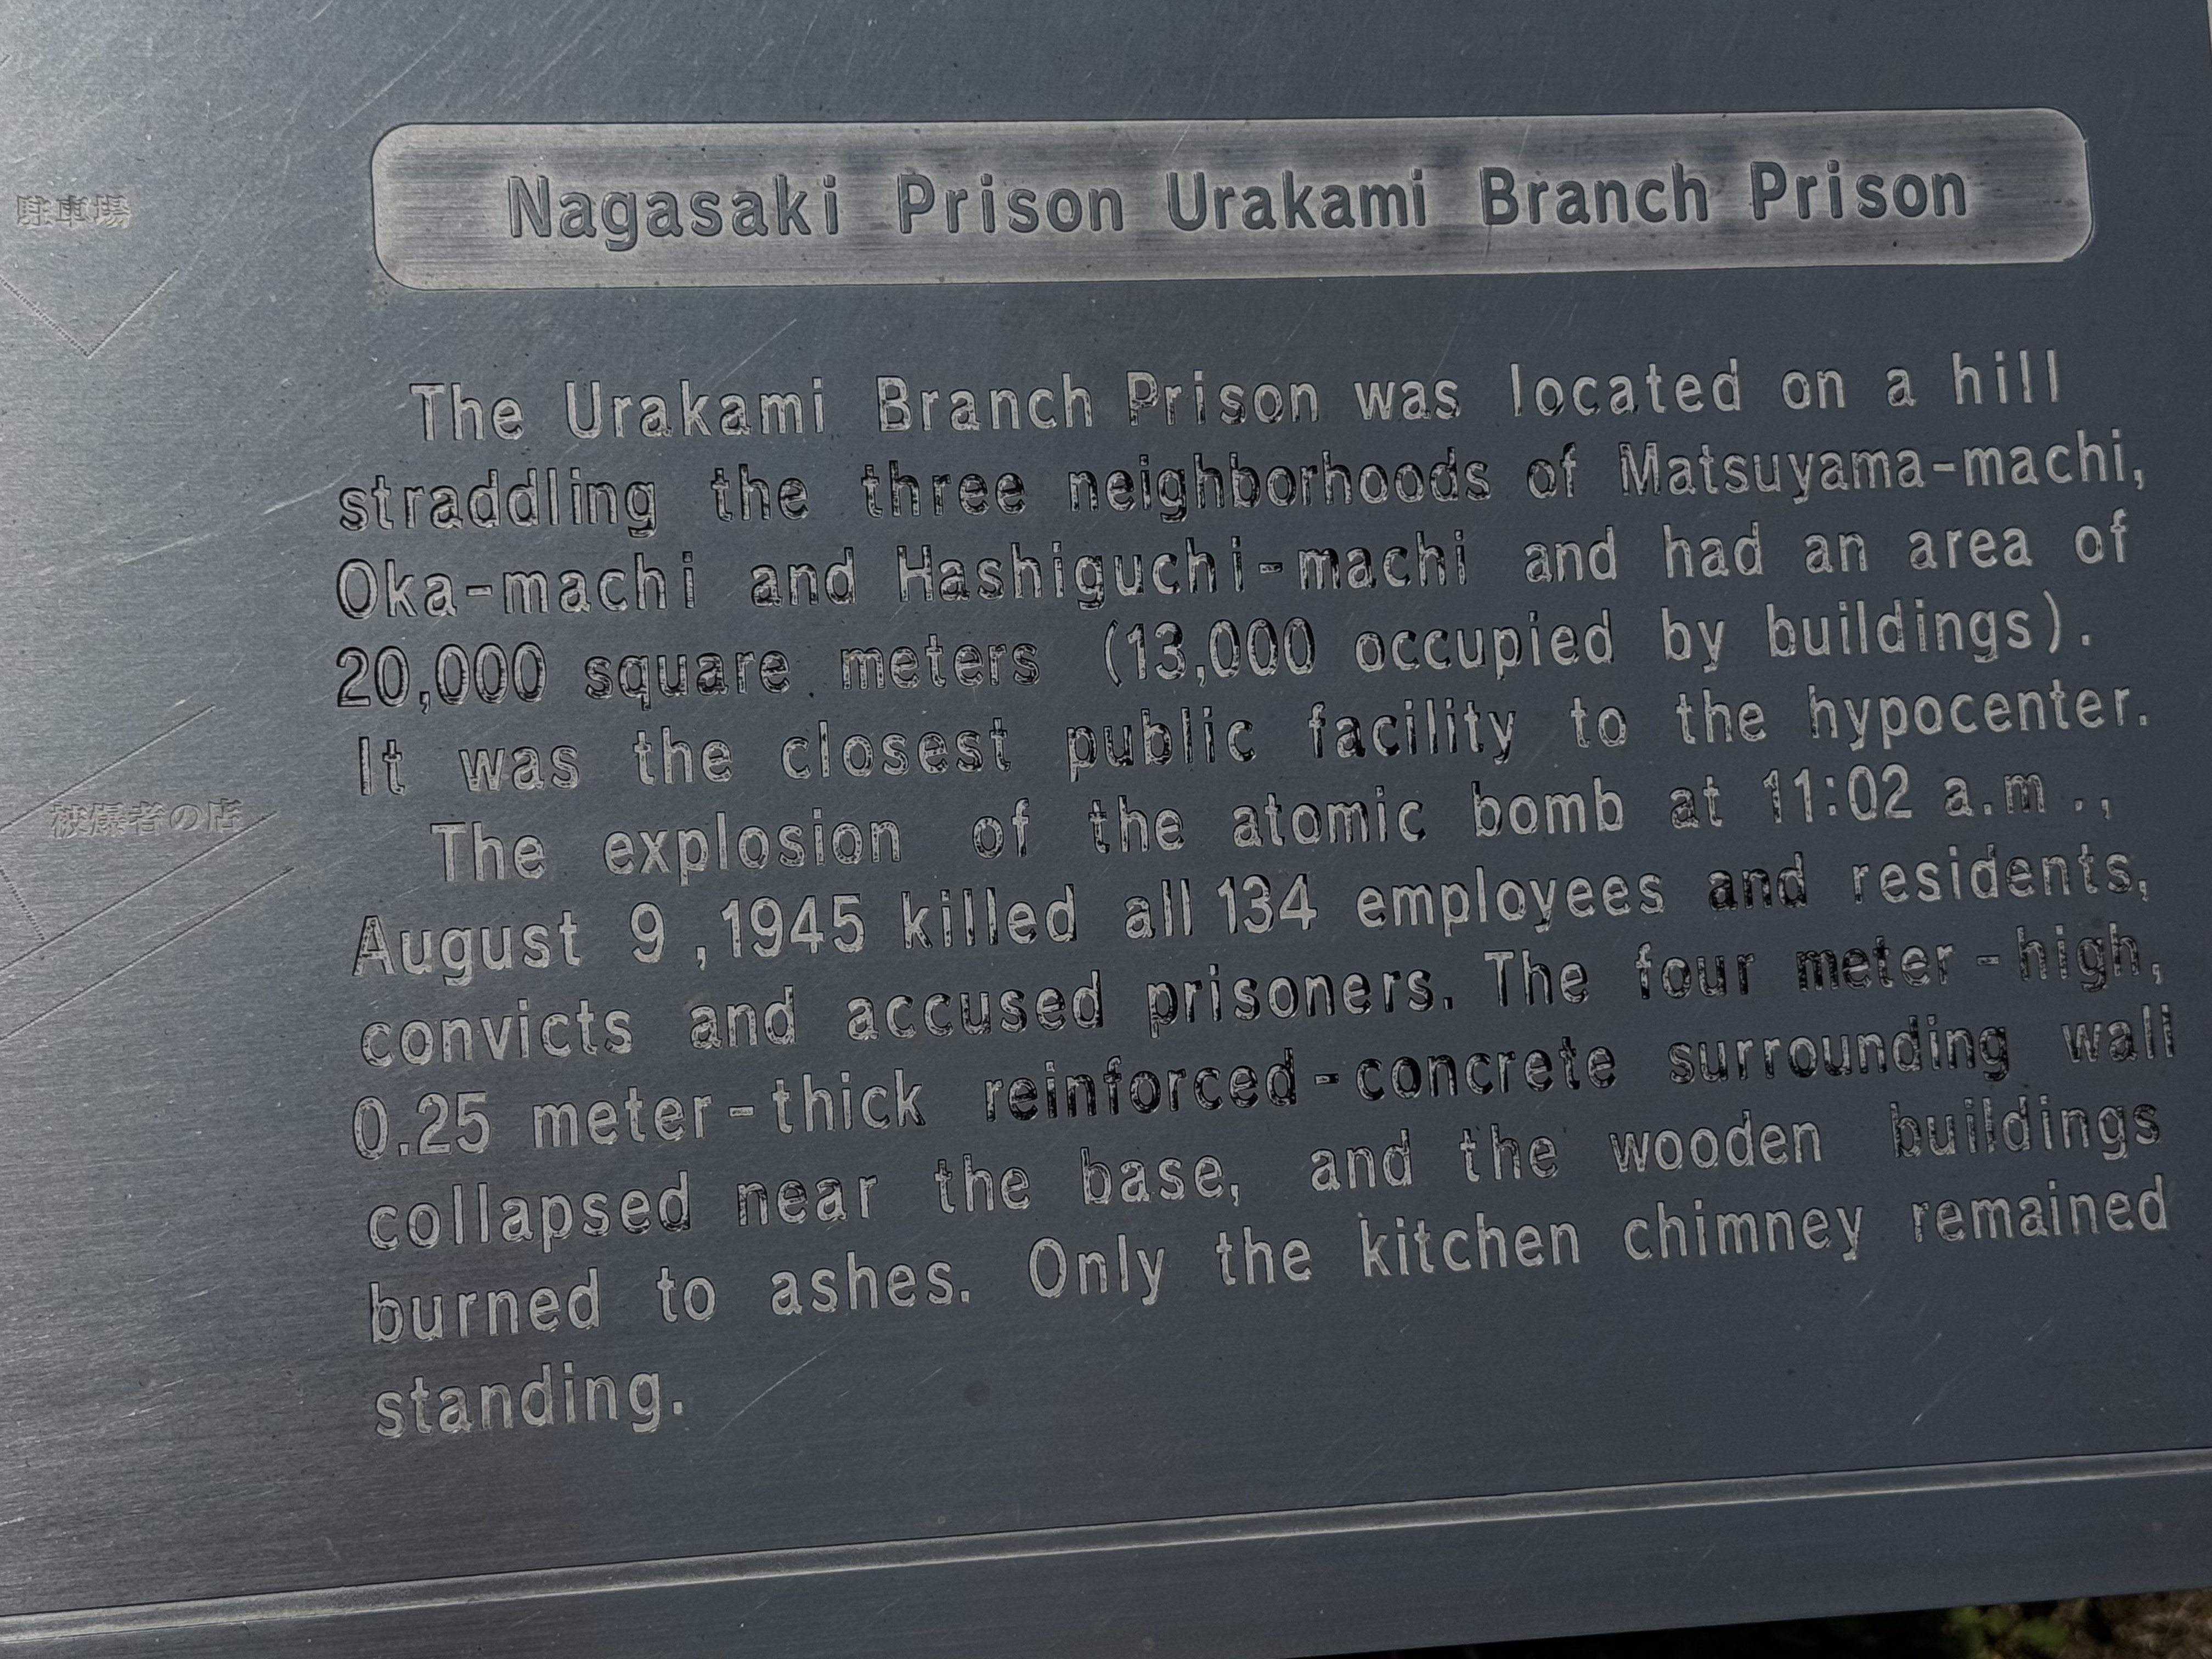 駐車場
被爆者の店
Nagasaki Prison Urakami Branch Prison
The Urakami Branch Prison was located on a hill
straddling the three neighborhoods of Matsuyama-machi,
Oka-machi and Hashiguchi-machi and had an area of
20,000 square meters (13,000 occupied by buildings).
It was the closest public facility to the hypocenter.
The explosion of the atomic bomb at 11:02 a.m.,
August 9,1945 killed all 134 employees and residents,
convicts and accused prisoners. The four meter-high,
0.25 meter-thick reinforced-concrete surrounding wall
collapsed near the base, and the wooden buildings
burned to ashes. Only the kitchen chimney remained
standing.